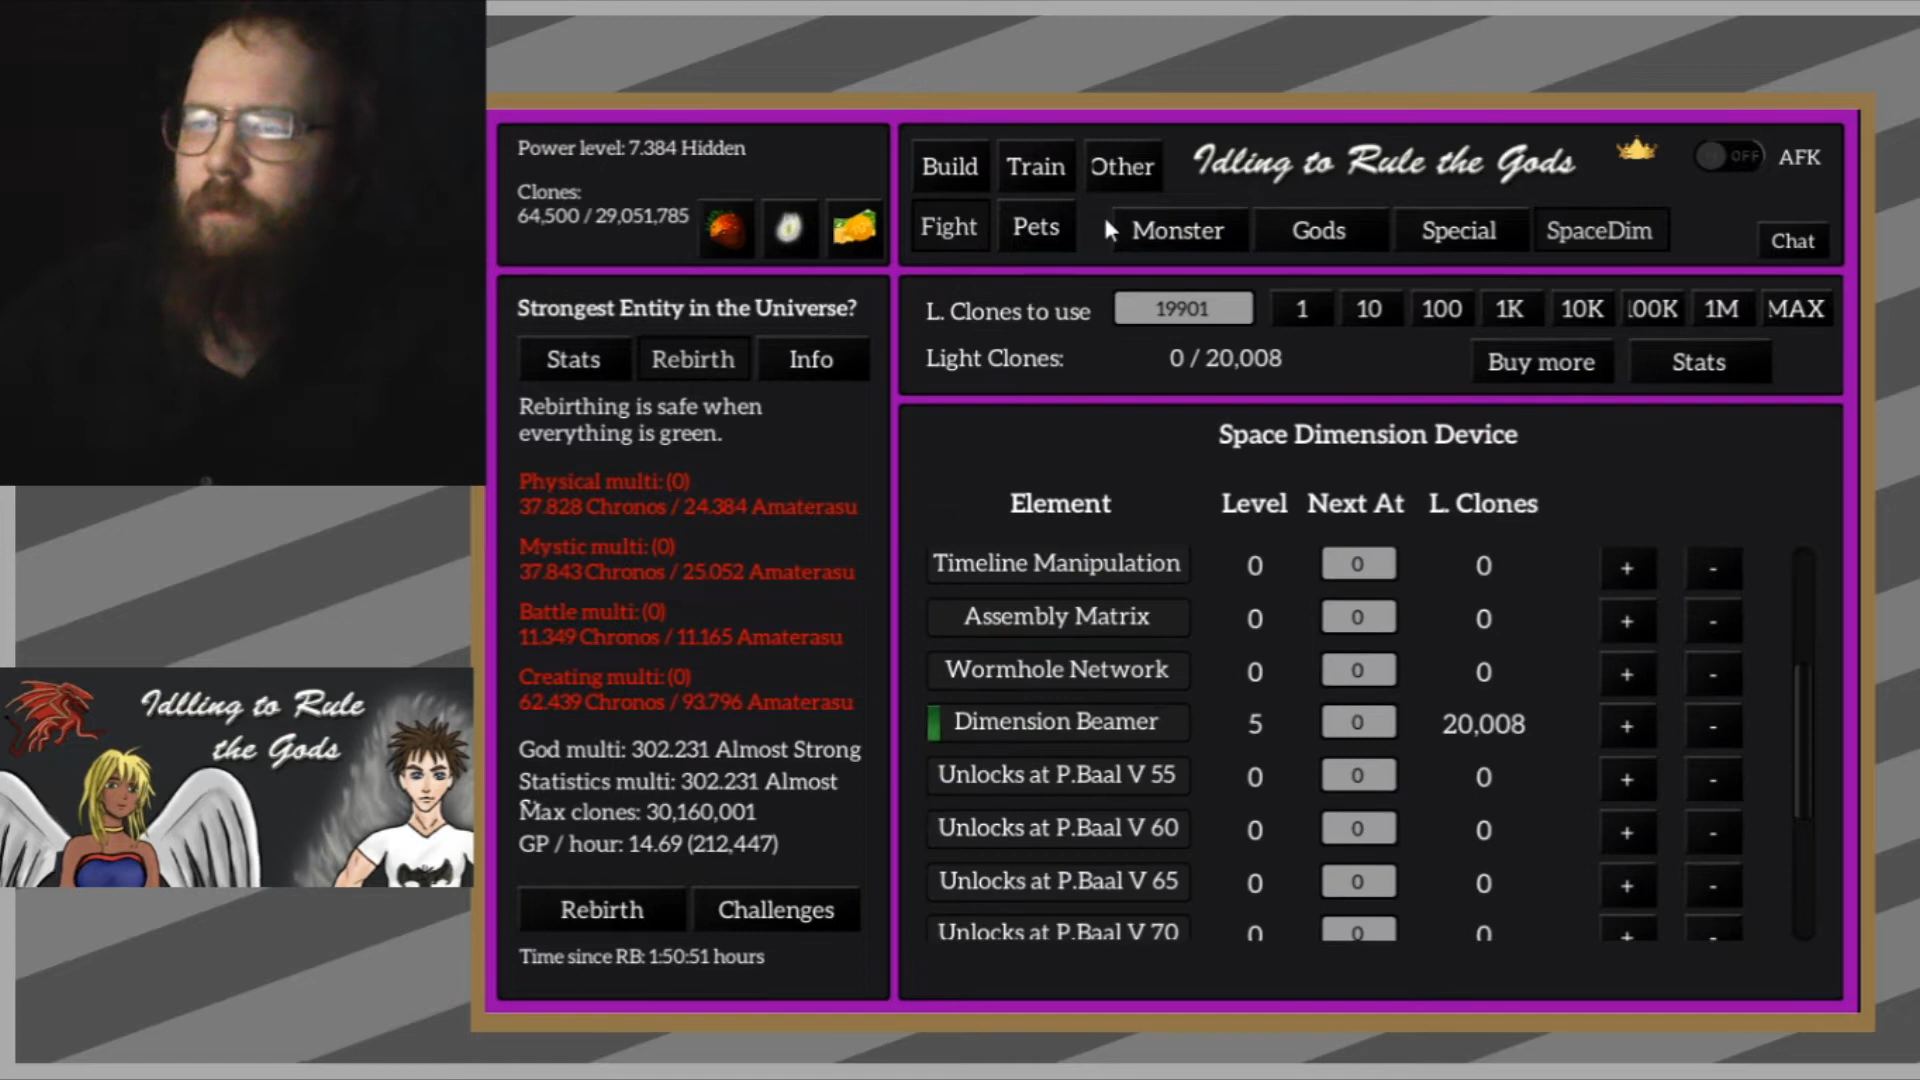 Power level: 7.384 Hidden
Clones:
64,500 / 29,051,785
Build Train Other
Idling to Rule the Gods
OFF AFK
Fight Pets Monster Gods Special SpaceDim
Chat
Strongest Entity in the Universe?
Stats Rebirth Info
Rebirthing is safe when
everything is green.
Physical multi: (0)
37.828 Chronos / 24.384 Amaterasu
Mystic multi: (0)
37.843 Chronos / 25.052 Amaterasu
Battle multi: (0)
11.349 Chronos / 11.165 Amaterasu
Creating multi: (0)
62.439 Chronos / 93.796 Amaterasu
God multi: 302.231 Almost Strong
Statistics multi: 302.231 Almost
Max clones: 30,160,001
GP / hour: 14.69 (212,447)
Rebirth Challenges
Time since RB: 1:50:51 hours
L. Clones to use 19901 1 10 100 1K 10K 100K 1M MAX
Light Clones: 0 / 20,008 Buy more Stats
Space Dimension Device
Element Level Next At L. Clones
Timeline Manipulation 0 0 0 + -
Assembly Matrix 0 0 0 + -
Wormhole Network 0 0 0 + -
Dimension Beamer 5 0 20,008 + -
Unlocks at P.Baal V 55 0 0 0 + -
Unlocks at P.Baal V 60 0 0 0 + -
Unlocks at P.Baal V 65 0 0 0 + -
Unlocks at P.Baal V 70 0 0 0 + -
Idlling to Rule
the Gods